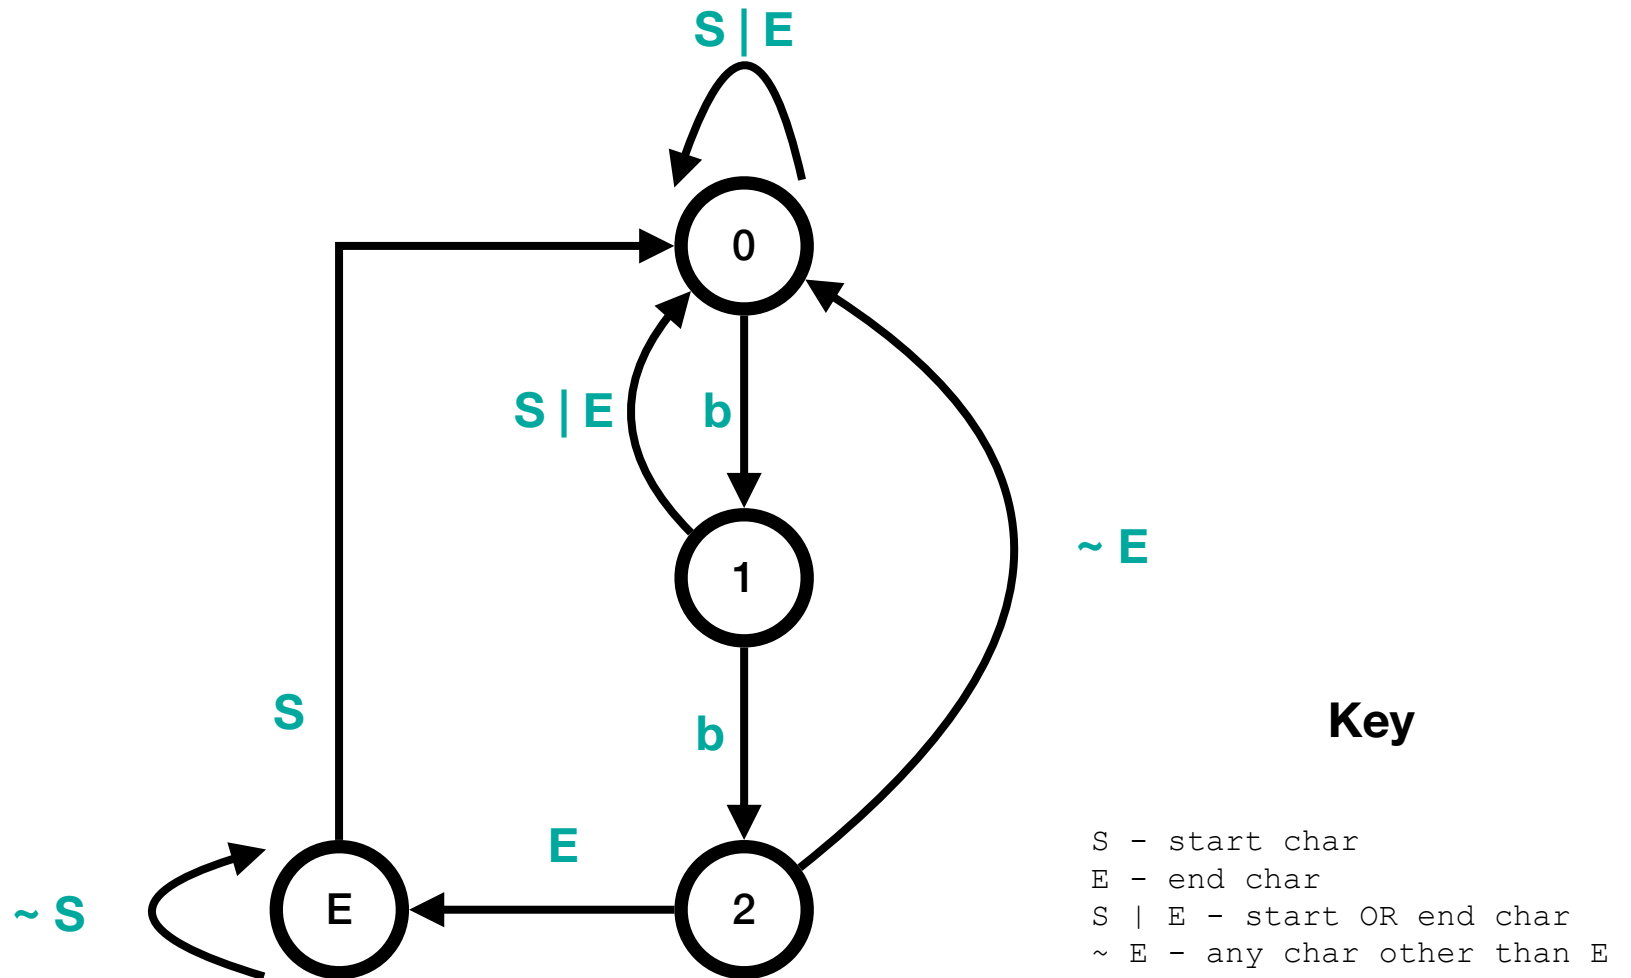 S | E
0
S | E
b
1
~ E
S
b
Key
E
S - start char
E - end char
~ S
E
2
S | E - start OR end char
~ E - any char other than E